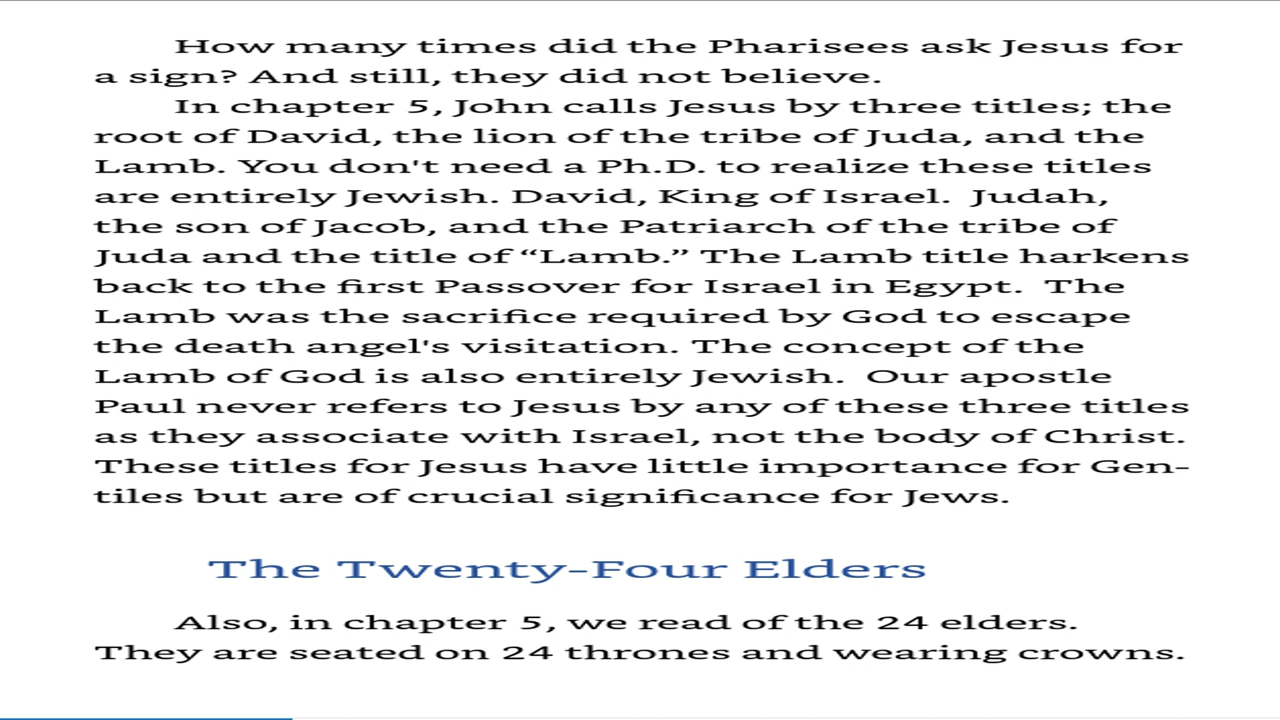 How many times did the Pharisees ask Jesus for
a sign? And still, they did not believe.
In chapter 5, John calls Jesus by three titles; the
root of David, the lion of the tribe of Juda, and the
Lamb. You don't need a Ph.D. to realize these titles
are entirely Jewish. David, King of Israel.  Judah,
the son of Jacob, and the Patriarch of the tribe of
Juda and the title of “Lamb.” The Lamb title harkens
back to the first Passover for Israel in Egypt.  The
Lamb was the sacrifice required by God to escape
the death angel's visitation. The concept of the
Lamb of God is also entirely Jewish.  Our apostle
Paul never refers to Jesus by any of these three titles
as they associate with Israel, not the body of Christ.
These titles for Jesus have little importance for Gen-
tiles but are of crucial significance for Jews.
The Twenty-Four Elders
Also, in chapter 5, we read of the 24 elders.
They are seated on 24 thrones and wearing crowns.